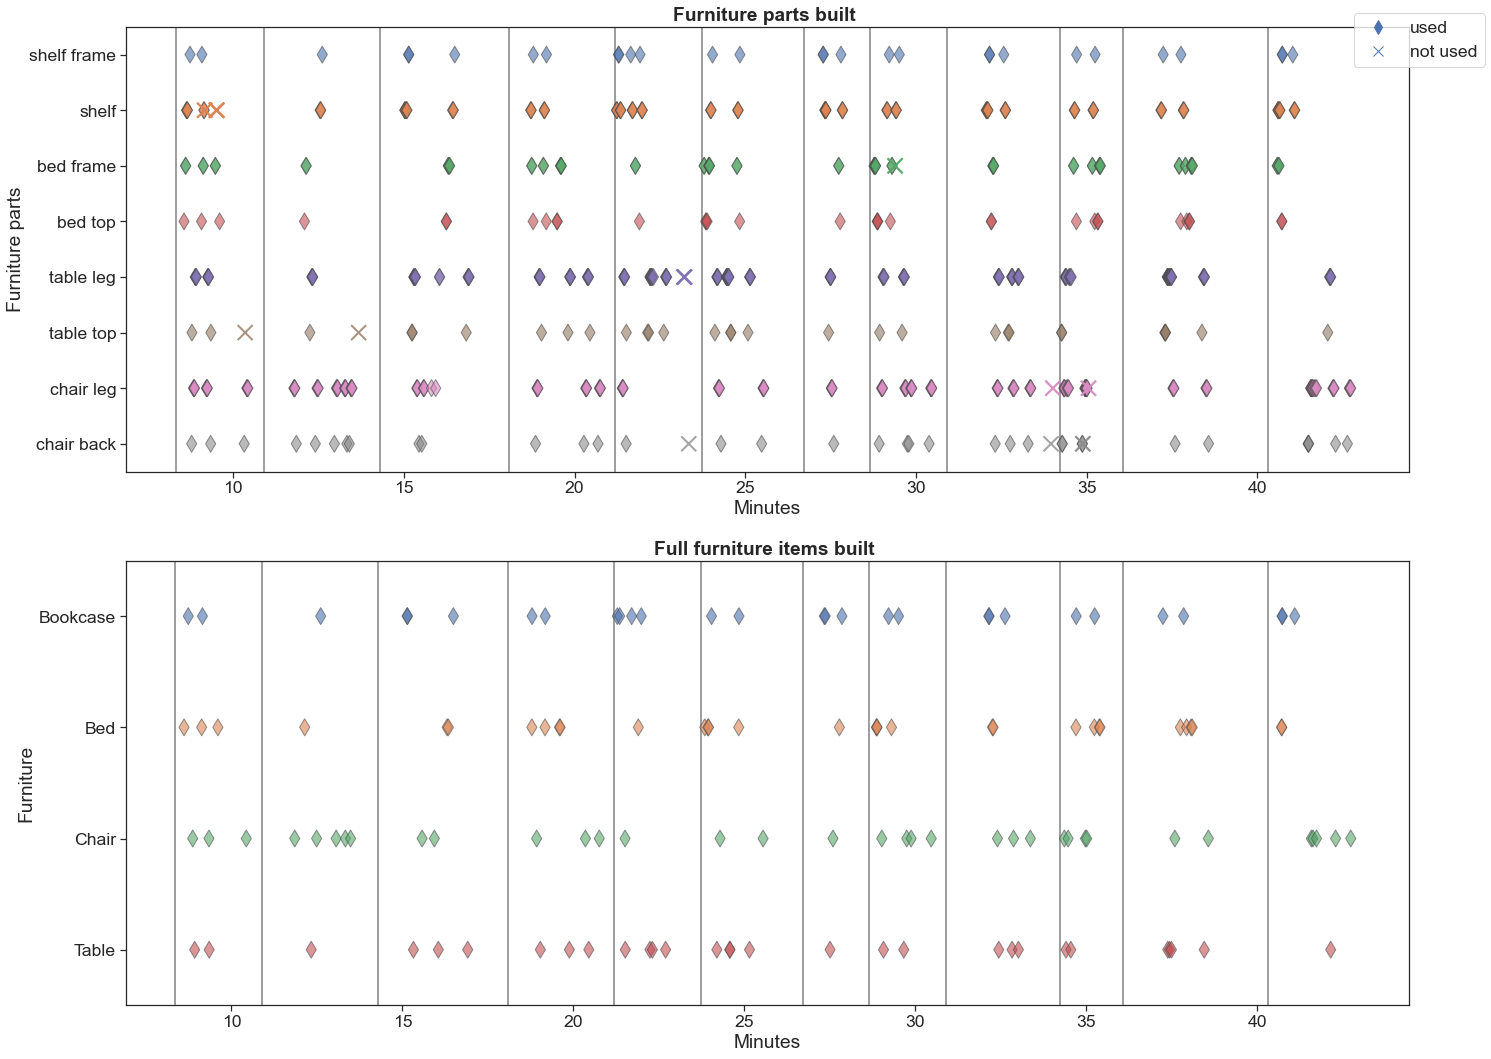 Furniture parts built
used
not used
shelf frame
shelf
bed frame
bed top
table leg
table top
chair leg
chair back
Furniture parts
10 15 20 25 30 35 40
Minutes
Full furniture items built
Bookcase
Bed
Chair
Table
Furniture
10 15 20 25 30 35 40
Minutes